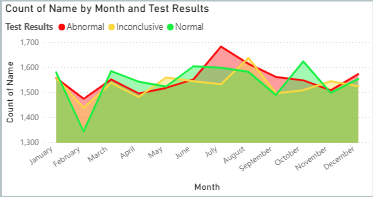 Count of Name by Month and Test Results
Test Results Abnormal Inconclusive Normal
Count of Name
1,700
1,600
1,500
1,400
1,300
January
February
March
April
May
June
July
August
September
October
November
December
Month